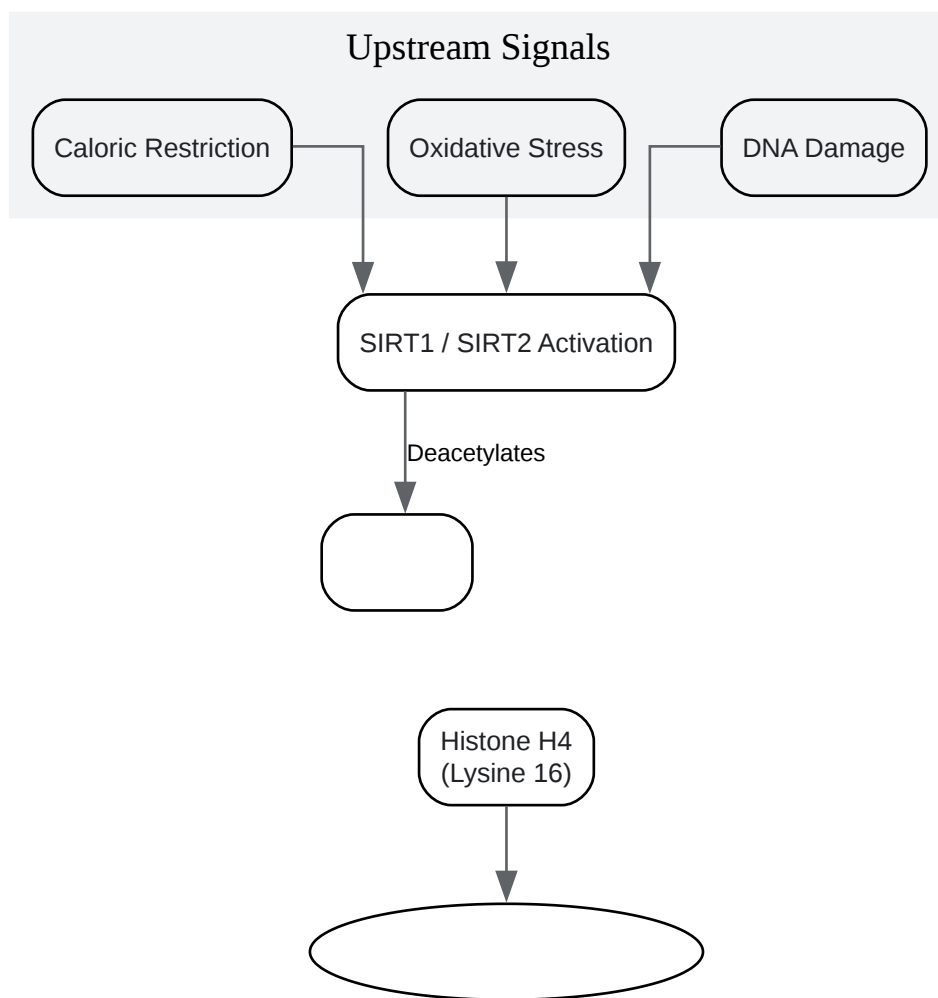 Upstream Signals
Caloric Restriction
Oxidative Stress
DNA Damage
SIRT1 / SIRT2 Activation
Deacetylates
Histone H4
(Lysine 16)